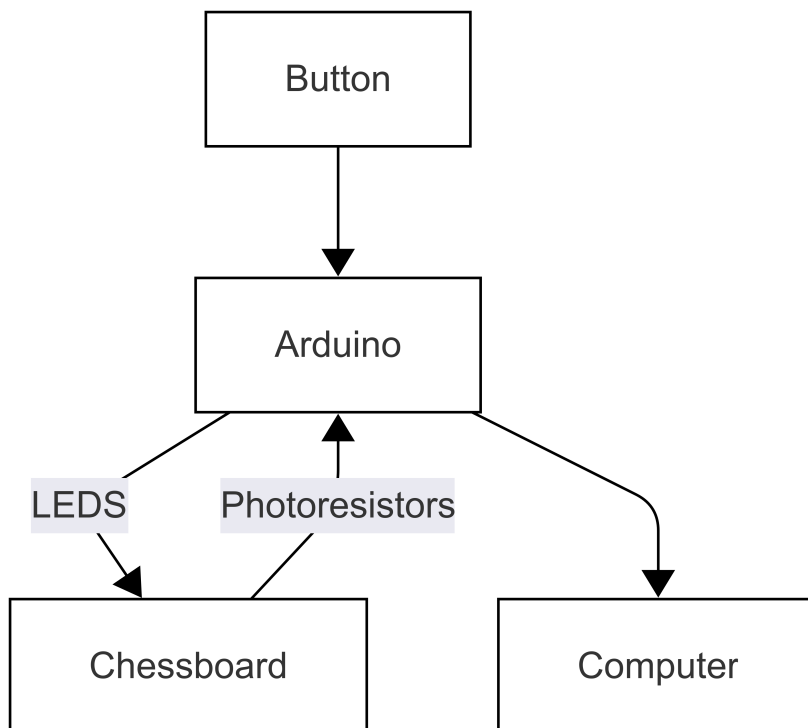 Button
Arduino
LEDS
Photoresistors
Chessboard
Computer